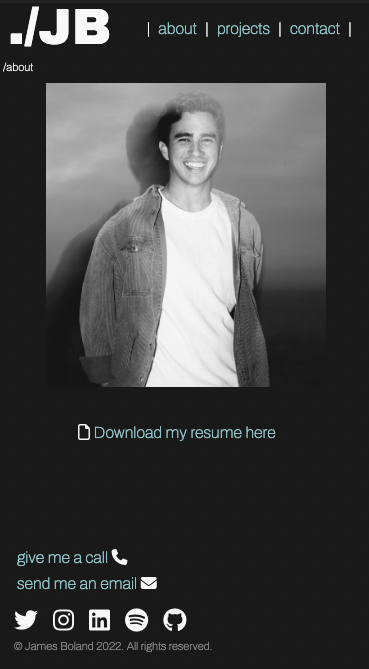 ./JB
| about | projects | contact |
/about
Download my resume here
give me a call
send me an email
© James Boland 2022. All rights reserved.